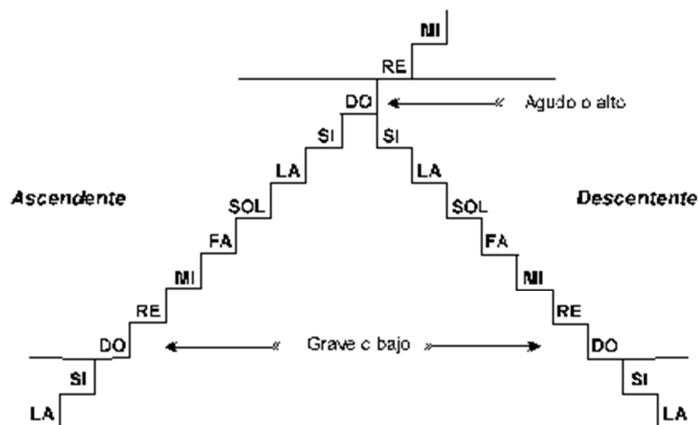 MI
RE
DO Agudo o alto
SI SI
LA LA
Ascendente SOL SOL Descentente
FA FA
MI MI
RE RE
DO Grave o bajo DO
SI SI
LA LA